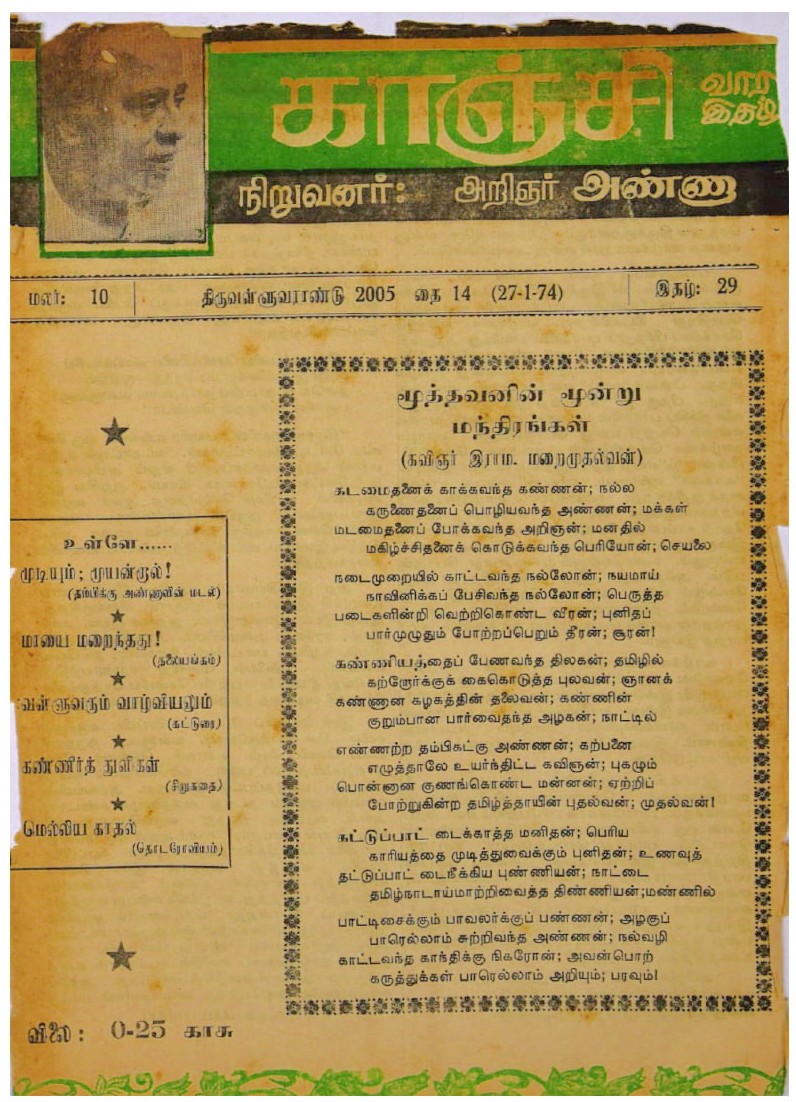 காஞ்சி
வார
இதழ்
நிறுவனர்: அறிஞர் அண்ணா
மலர்: 10
திருவள்ளுவராண்டு 2005 தை 14 (27-1-74)
இதழ்: 29
உள்ளே......
முடியும்; முயன்றால்!
(தம்பிக்கு அண்ணாவின் மடல்)
மாயை மறைந்தது!
(தலையங்கம்)
வள்ளுவரும் வாழ்வியலும்
(கட்டுரை)
கண்ணீர்த் துளிகள்
(சிறுகதை)
மெல்லிய காதல்
(தொடரோவியம்)
விலை: 0-25 காசு
மூத்தவனின் மூன்று
மந்திரங்கள்
(கவிஞர் இராம. மறைமுதல்வன்)
கடமைதனைக் காக்கவந்த கண்ணன்; நல்ல
கருணைதனைப் பொழியவந்த அண்ணன்; மக்கள்
மடமைதனைப் போக்கவந்த அறிஞன்; மனதில்
மகிழ்ச்சிதனைக் கொடுக்கவந்த பெரியோன்; செயலை
நடைமுறையில் காட்டவந்த நல்லோன்; நயமாய்
நாவினிக்கப் பேசிவந்த நல்லோன்; பெருத்த
படைகளின்றி வெற்றிகொண்ட வீரன்; புனிதப்
பார்முழுதும் போற்றப்பெறும் தீரன்; சூரன்!
கண்ணியத்தைப் பேணவந்த திலகன்; தமிழில்
கற்றோர்க்குக் கைகொடுத்த புலவன்; ஞானக்
கண்ணான கழகத்தின் தலைவன்; கண்ணின்
குறும்பான பார்வைதந்த அழகன்; நாட்டில்
எண்ணற்ற தம்பிகட்கு அண்ணன்; கற்பனை
எழுத்தாலே உயர்ந்திட்ட கவிஞன்; புகழும்
பொன்னான குணங்கொண்ட மன்னன்; ஏற்றிப்
போற்றுகின்ற தமிழ்த்தாயின் புதல்வன்; முதல்வன்!
கட்டுப்பாட் டைக்காத்த மனிதன்; பெரிய
காரியத்தை முடித்துவைக்கும் புனிதன்; உணவுத்
தட்டுப்பாட் டைநீக்கிய புண்ணியன்; நாட்டை
தமிழ்நாடாய்மாற்றிவைத்த திண்ணியன்;மண்ணில்
பாட்டிசைக்கும் பாவலர்க்குப் பண்ணன்; அழகுப்
பாரெல்லாம் சுற்றிவந்த அண்ணன்; நல்வழி
காட்டவந்த காந்திக்கு நிகரோன்; அவன்பொற்
கருத்துக்கள் பாரெல்லாம் அறியும்; பரவும்!